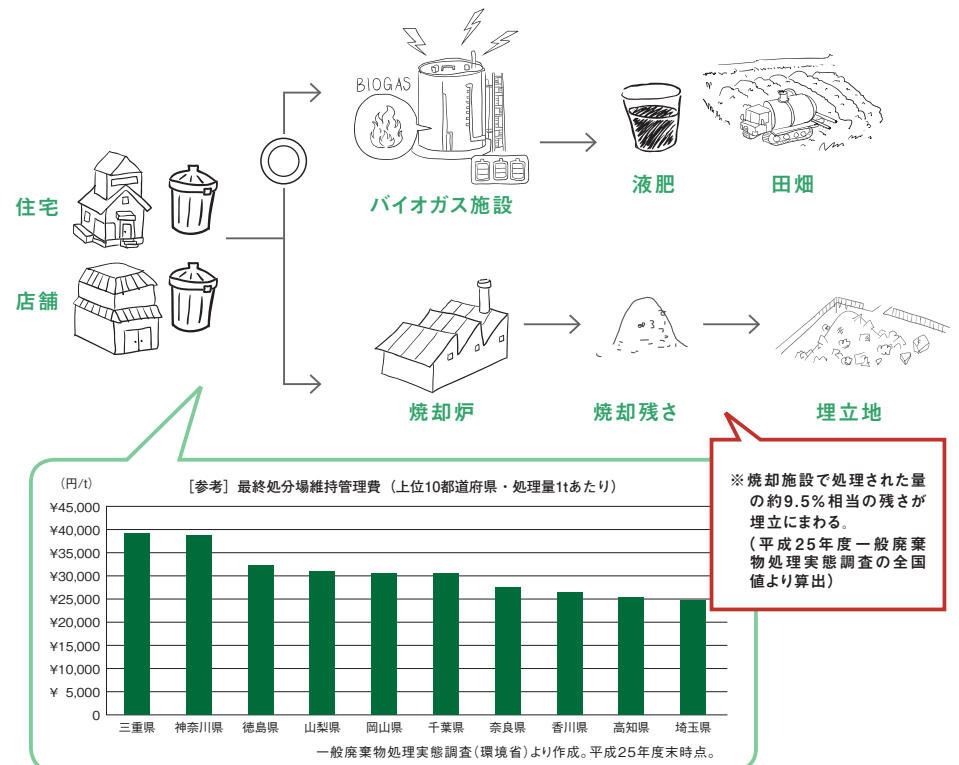 BIOGAS
バイオガス施設
液肥
田畑
住宅
店舗
焼却炉
焼却残さ
埋立地
※焼却施設で処理された量
の約9.5%相当の残さが
埋立にまわる。
(平成25年度一般廃棄
物処理実態調査の全国
値より算出)
[参考] 最終処分場維持管理費 (上位10都道府県・処理量1tあたり)
(円/t)
¥45,000
¥40,000
¥35,000
¥30,000
¥25,000
¥20,000
¥15,000
¥10,000
¥ 5,000
0
三重県 神奈川県 徳島県 山梨県 岡山県 千葉県 奈良県 香川県 高知県 埼玉県
一般廃棄物処理実態調査(環境省)より作成。平成25年度末時点。